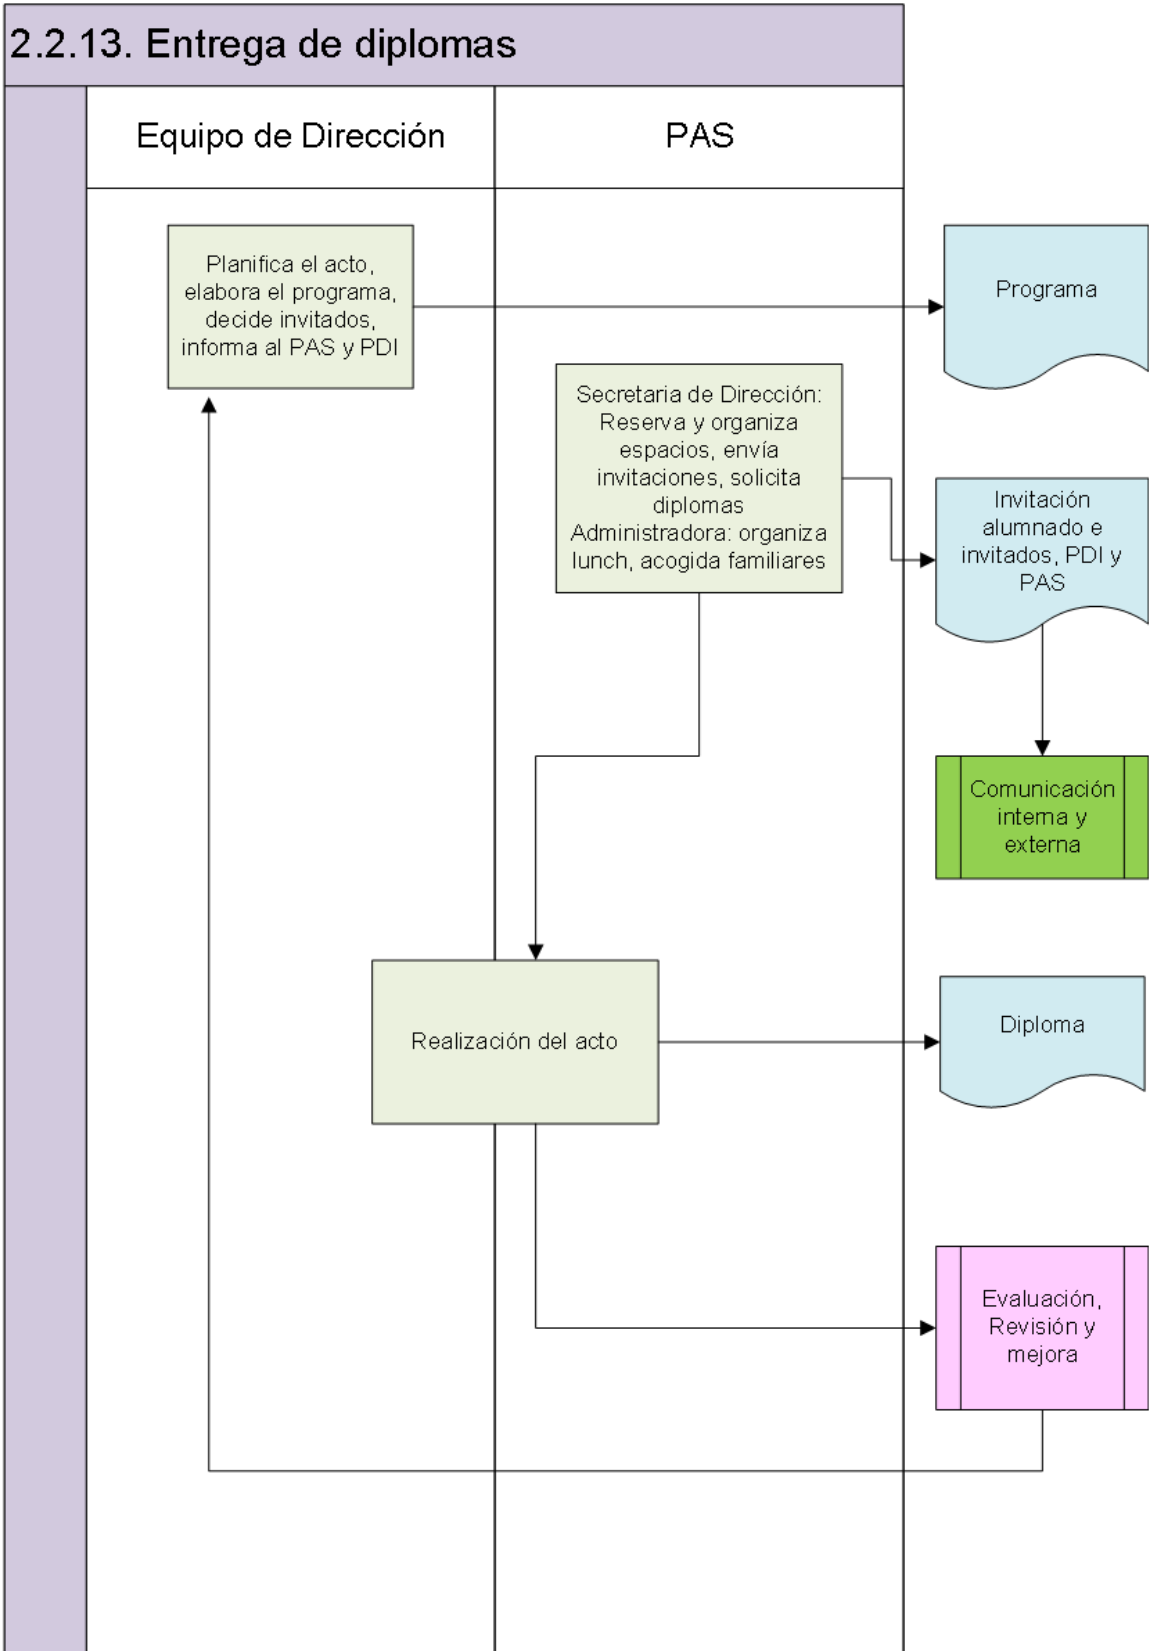 2.2.13. Entrega de diplomas
Equipo de Dirección
PAS
Planifica el acto,
elabora el programa,
decide invitados,
informa al PAS y PDI
Programa
Secretaria de Dirección:
Reserva y organiza
espacios, envía
invitaciones, solicita
diplomas
Administradora: organiza
lunch, acogida familiares
Invitación
alumnado e
invitados, PDI y
PAS
Comunicación
interna y
externa
Realización del acto
Diploma
Evaluación,
Revisión y
mejora